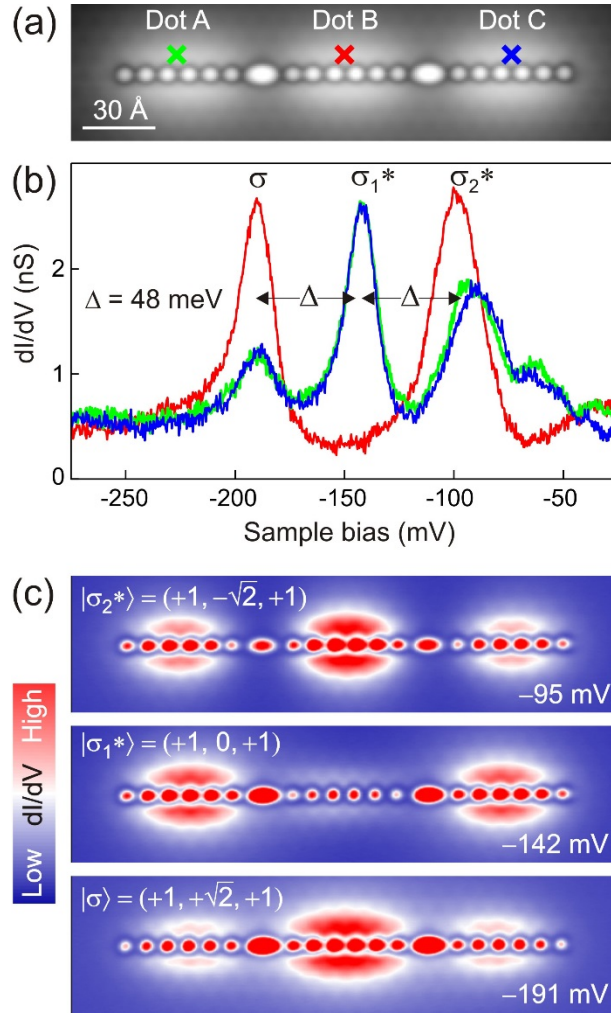 (a) Dot A Dot B Dot C
30 Å
(b)
σ σ₁* σ₂*
dI/dV (nS)
2
1
0
Δ = 48 meV
Δ Δ
-250 -200 -150 -100 -50
Sample bias (mV)
(c)
|σ₂*⟩ = (+1, −√2, +1)
−95 mV
|σ₁*⟩ = (+1, 0, +1)
−142 mV
|σ⟩ = (+1, +√2, +1)
−191 mV
Low dI/dV High